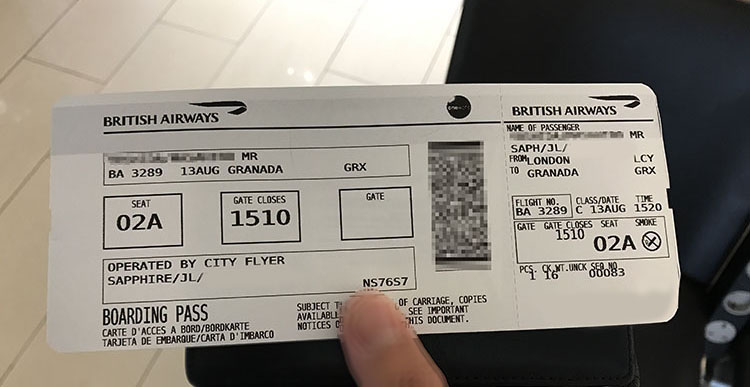 BRITISH AIRWAYS
MR
BA 3289 13AUG GRANADA GRX
SEAT
02A
GATE CLOSES
1510
GATE
OPERATED BY CITY FLYER
SAPPHIRE/JL/
NS76S7
BOARDING PASS
CARTE D'ACCES A BORD/BORDKARTE
TARJETA DE EMBARQUE/CARTA D'IMBARCO
SUBJECT OF CARRIAGE, COPIES
AVAILABL SEE IMPORTANT
NOTICES THIS DOCUMENT.
BRITISH AIRWAYS
NAME OF PASSENGER
MR
SAPH/JL/
FROM LONDON LCY
TO GRANADA GRX
FLIGHT NO. CLASS/DATE TIME
BA 3289 C 13AUG 1520
GATE GATE CLOSES SEAT SMOKE
1510 02A
PCS. CK.WT.UNCK SEQ.NO
1 16 00083